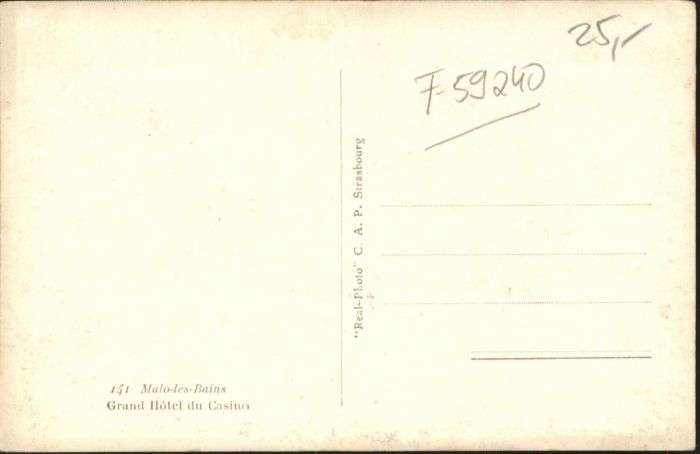 25,-
F-59240
"Real-Photo" C. A. P. Strasbourg
141 Malo-les-Bains
Grand Hôtel du Casino